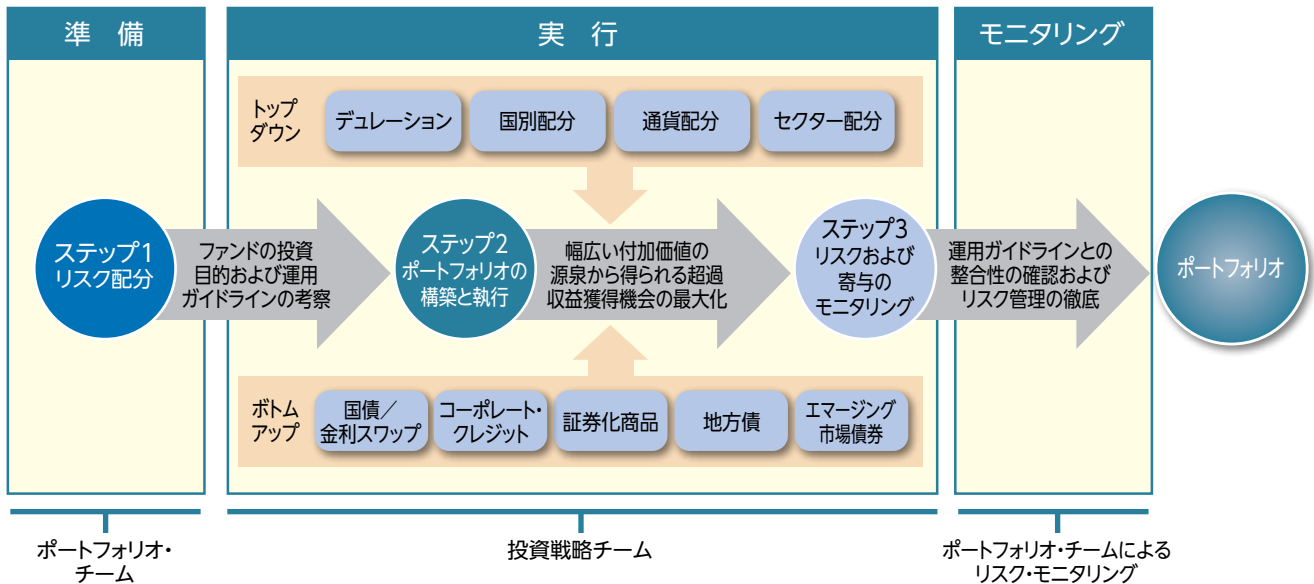 準 備
実 行
モニタリング
トップ
ダウン
デュレーション
国別配分
通貨配分
セクター配分
ステップ1
リスク配分
ファンドの投資
目的および運用
ガイドラインの考察
ステップ2
ポートフォリオの
構築と執行
幅広い付加価値の
源泉から得られる超過
収益獲得機会の最大化
ステップ3
リスクおよび
寄与の
モニタリング
運用ガイドラインとの
整合性の確認および
リスク管理の徹底
ポートフォリオ
ボトム
アップ
国債／
金利スワップ
コーポレート・
クレジット
証券化商品
地方債
エマージング
市場債券
ポートフォリオ・
チーム
投資戦略チーム
ポートフォリオ・チームによる
リスク・モニタリング